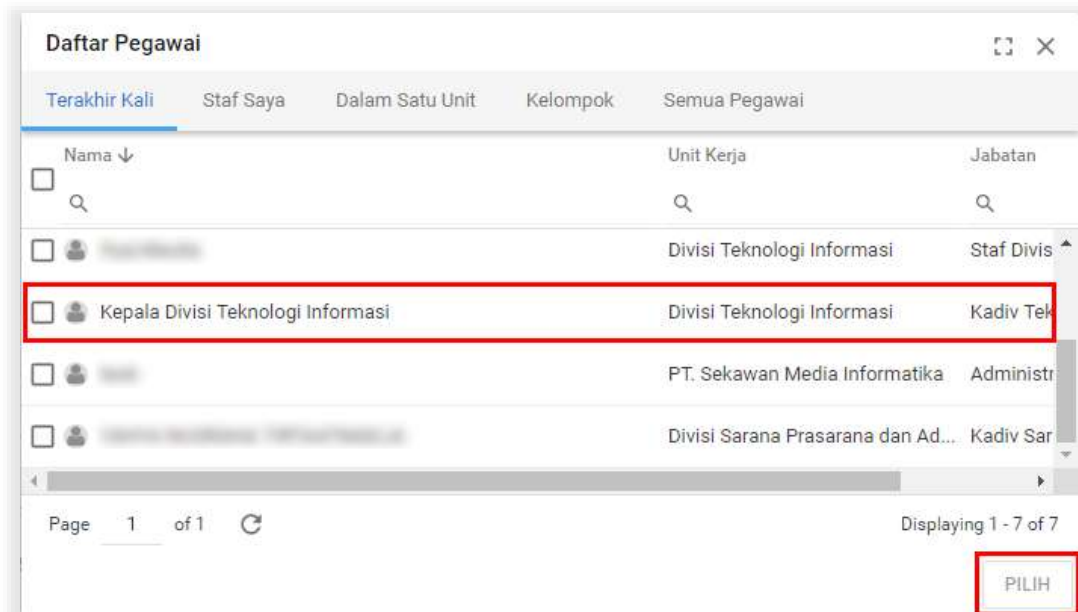 Daftar Pegawai
Terakhir Kali Staf Saya Dalam Satu Unit Kelompok Semua Pegawai
Nama Unit Kerja Jabatan
Divisi Teknologi Informasi Staf Divis
Kepala Divisi Teknologi Informasi Divisi Teknologi Informasi Kadiv Tek
PT. Sekawan Media Informatika Administr
Divisi Sarana Prasarana dan Ad... Kadiv Sar
Page 1 of 1 Displaying 1 - 7 of 7
PILIH